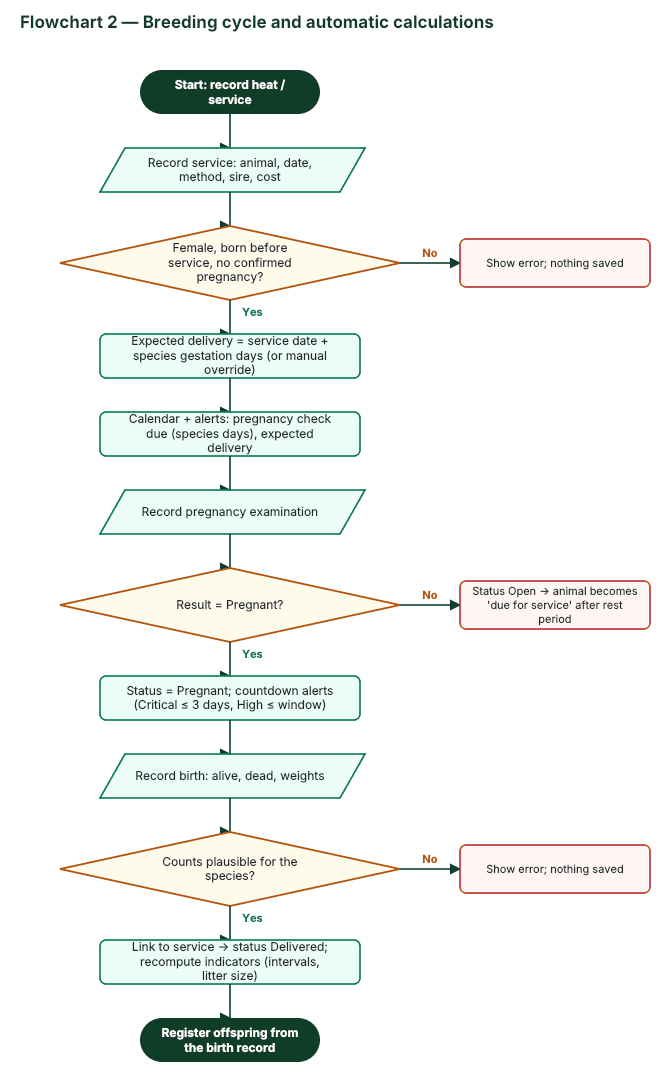 Flowchart 2 — Breeding cycle and automatic calculations
Start: record heat /
service
Record service: animal, date,
method, sire, cost
Female, born before
service, no confirmed
pregnancy?
No
Show error; nothing saved
Yes
Expected delivery = service date +
species gestation days (or manual
override)
Calendar + alerts: pregnancy check
due (species days), expected
delivery
Record pregnancy examination
Result = Pregnant?
No
Status Open → animal becomes
'due for service' after rest
period
Yes
Status = Pregnant; countdown alerts
(Critical ≤ 3 days, High ≤ window)
Record birth: alive, dead, weights
Counts plausible for the
species?
No
Show error; nothing saved
Yes
Link to service → status Delivered;
recompute indicators (intervals,
litter size)
Register offspring from
the birth record